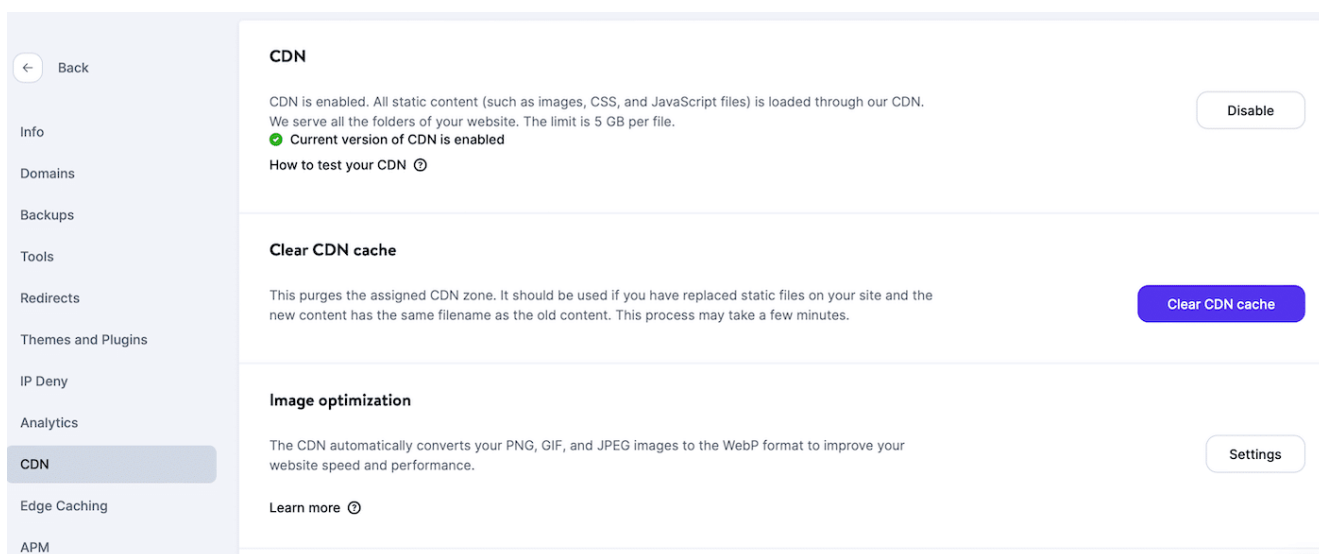 Back
Info
Domains
Backups
Tools
Redirects
Themes and Plugins
IP Deny
Analytics
CDN
Edge Caching
APM
CDN
CDN is enabled. All static content (such as images, CSS, and JavaScript files) is loaded through our CDN.
We serve all the folders of your website. The limit is 5 GB per file.
Current version of CDN is enabled
How to test your CDN
Disable
Clear CDN cache
This purges the assigned CDN zone. It should be used if you have replaced static files on your site and the
new content has the same filename as the old content. This process may take a few minutes.
Clear CDN cache
Image optimization
The CDN automatically converts your PNG, GIF, and JPEG images to the WebP format to improve your
website speed and performance.
Settings
Learn more